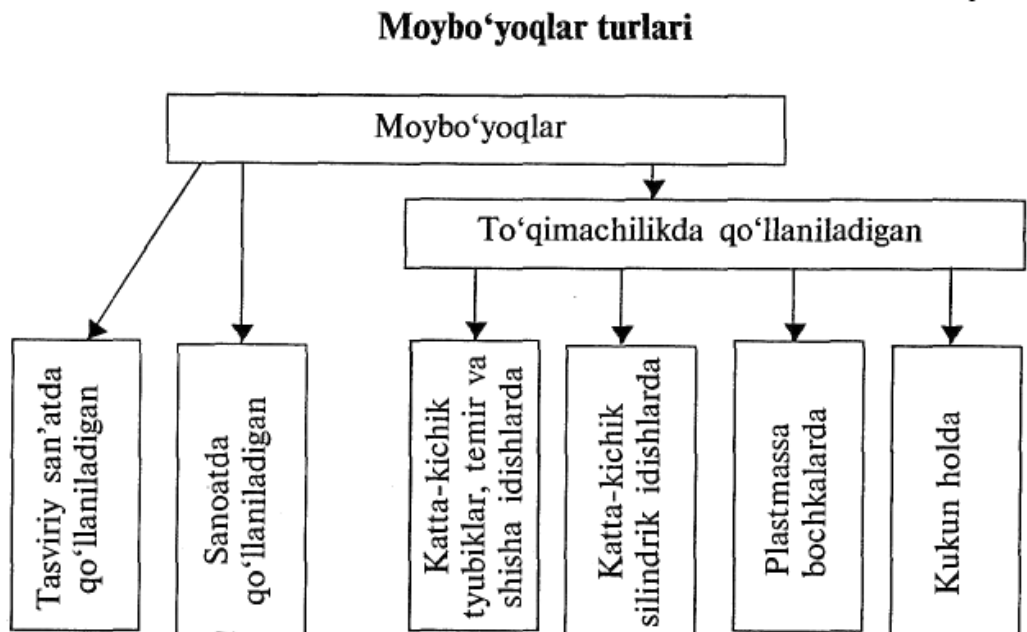 Moybo‘yoqlar turlari
Moybo‘yoqlar
To‘qimachilikda qo‘llaniladigan
Tasviriy san’atda
qo‘llaniladigan
Sanoatda
qo‘llaniladigan
Katta-kichik
tyubiklar, temir va
shisha idishlarda
Katta-kichik
silindrik idishlarda
Plastmassa
bochkalarda
Kukun holda